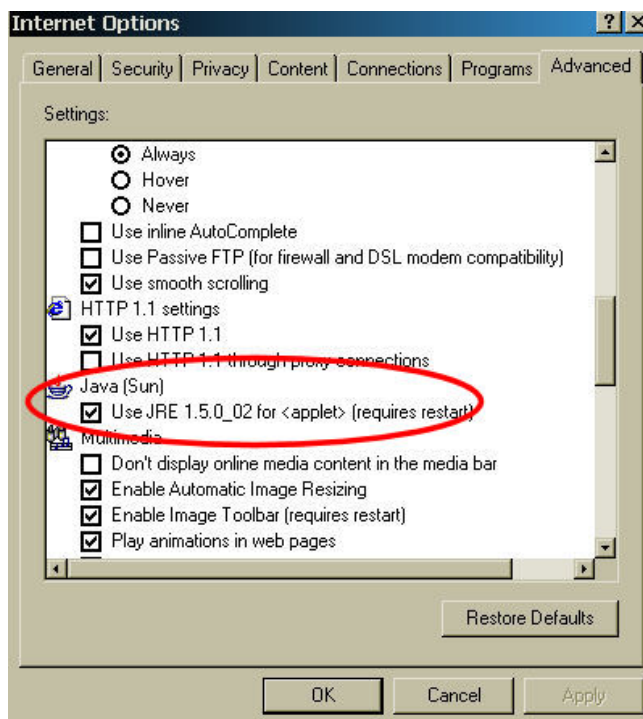 Internet Options
General Security Privacy Content Connections Programs Advanced
Settings:
Always
Hover
Never
Use inline AutoComplete
Use Passive FTP (for firewall and DSL modem compatibility)
Use smooth scrolling
HTTP 1.1 settings
Use HTTP 1.1
Use HTTP 1.1 through proxy connections
Java (Sun)
Use JRE 1.5.0_02 for <applet> (requires restart)
Multimedia
Don't display online media content in the media bar
Enable Automatic Image Resizing
Enable Image Toolbar (requires restart)
Play animations in web pages
Restore Defaults
OK Cancel Apply